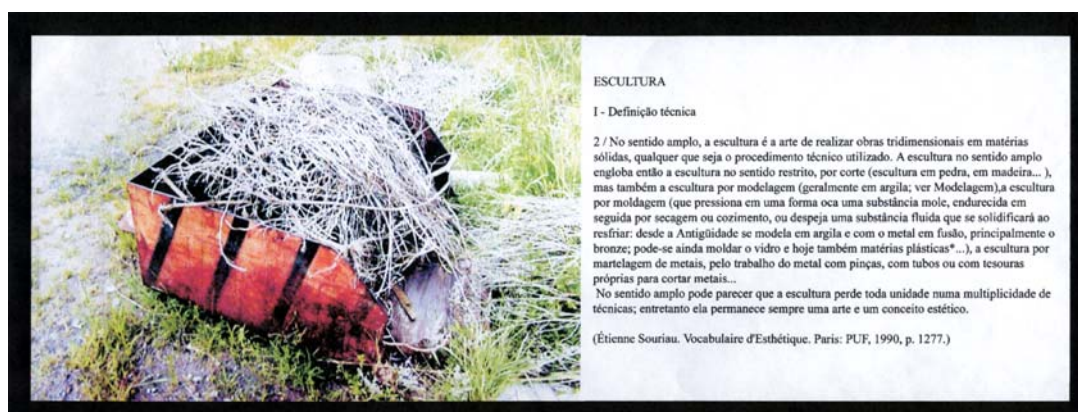 ESCULTURA
I - Definição técnica
2 / No sentido amplo, a escultura é a arte de realizar obras tridimensionais em matérias
sólidas, qualquer que seja o procedimento técnico utilizado. A escultura no sentido amplo
engloba então a escultura no sentido restrito, por corte (escultura em pedra, em madeira... ),
mas também a escultura por modelagem (geralmente em argila; ver Modelagem),a escultura
por moldagem (que pressiona em uma forma oca uma substância mole, endurecida em
seguida por secagem ou cozimento, ou despeja uma substância fluida que se solidificará ao
resfriar: desde a Antigüidade se modela em argila e com o metal em fusão, principalmente o
bronze; pode-se ainda moldar o vidro e hoje também matérias plásticas*...), a escultura por
martelagem de metais, pelo trabalho do metal com pinças, com tubos ou com tesouras
próprias para cortar metais...
No sentido amplo pode parecer que a escultura perde toda unidade numa multiplicidade de
técnicas; entretanto ela permanece sempre uma arte e um conceito estético.
(Étienne Souriau. Vocabulaire d'Esthétique. Paris: PUF, 1990, p. 1277.)